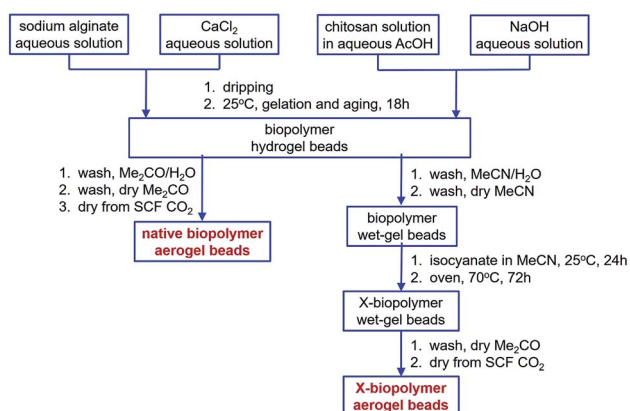 sodium alginate
aqueous solution
CaCl₂
aqueous solution
chitosan solution
in aqueous AcOH
NaOH
aqueous solution
1. dripping
2. 25ºC, gelation and aging, 18h
biopolymer
hydrogel beads
1. wash, Me₂CO/H₂O
2. wash, dry Me₂CO
3. dry from SCF CO₂
1. wash, MeCN/H₂O
2. wash, dry MeCN
native biopolymer
aerogel beads
biopolymer
wet-gel beads
1. isocyanate in MeCN, 25ºC, 24h
2. oven, 70ºC, 72h
X-biopolymer
wet-gel beads
1. wash, dry Me₂CO
2. dry from SCF CO₂
X-biopolymer
aerogel beads